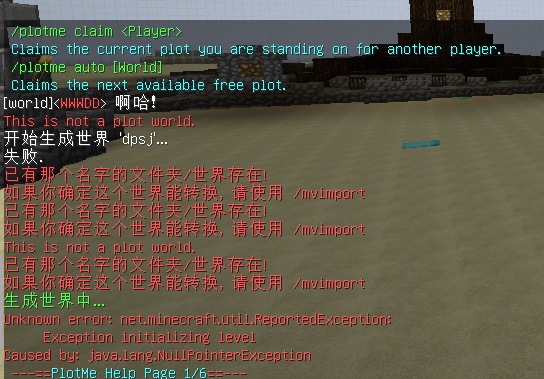 /plotme claim <Player>
Claims the current plot you are standing on for another player.
/plotme auto [World]
Claims the next available free plot.
[world]<WWWDD> 啊哈!
This is not a plot world.
开始生成世界 'dpsj'...
失败.
已有那个名字的文件夹/世界存在!
如果你确定这个世界能转换, 请使用 /mvimport
已有那个名字的文件夹/世界存在!
如果你确定这个世界能转换, 请使用 /mvimport
This is not a plot world.
已有那个名字的文件夹/世界存在!
如果你确定这个世界能转换, 请使用 /mvimport
生成世界中...
Unknown error: net.minecraft.util.ReportedException:
Exception initializing level
Caused by: java.lang.NullPointerException
---==PlotMe Help Page 1/6==---